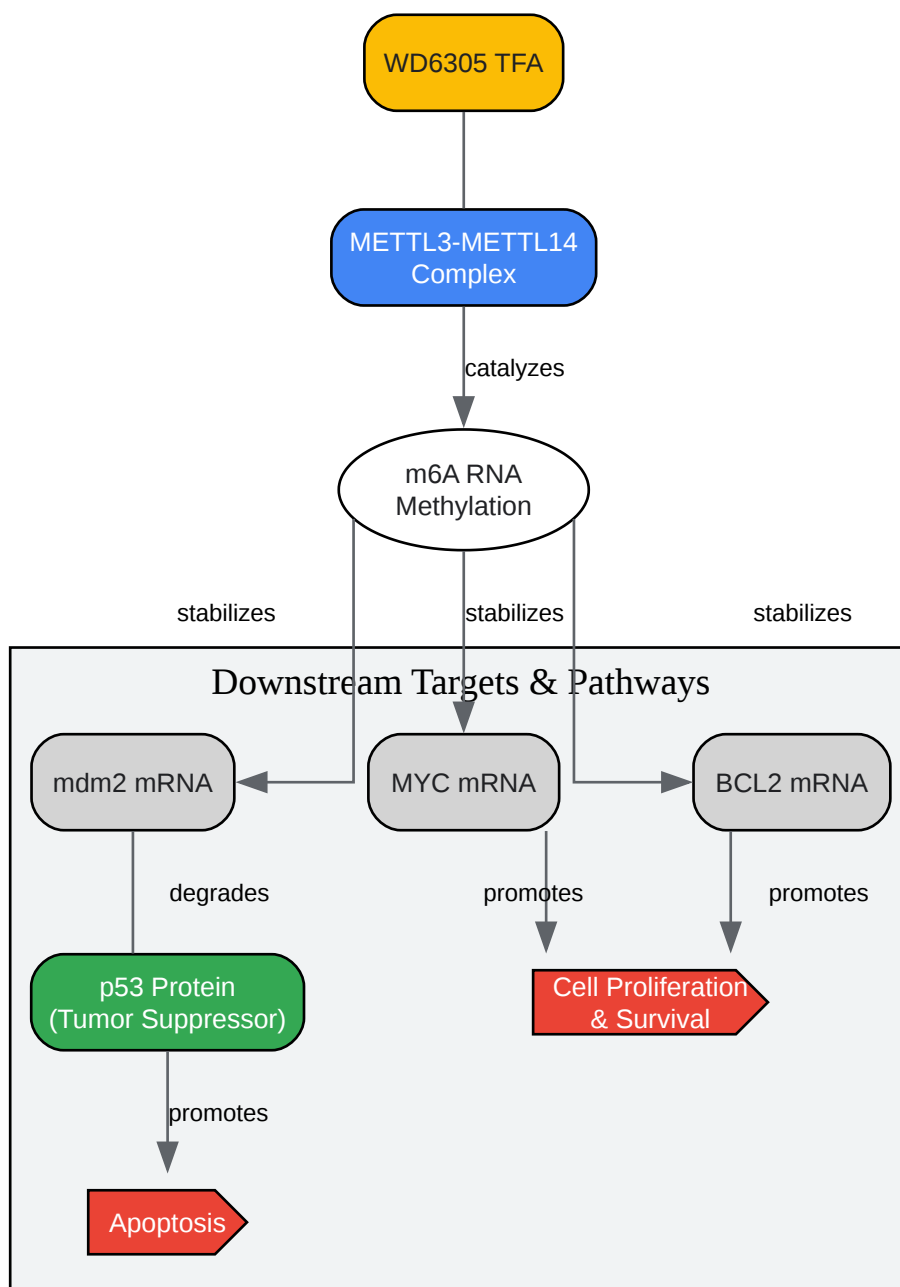 WD6305 TFA
METTL3-METTL14
Complex
catalyzes
m6A RNA
Methylation
stabilizes
stabilizes
stabilizes
Downstream Targets & Pathways
mdm2 mRNA
MYC mRNA
BCL2 mRNA
degrades
promotes
promotes
p53 Protein
(Tumor Suppressor)
Cell Proliferation
& Survival
promotes
Apoptosis